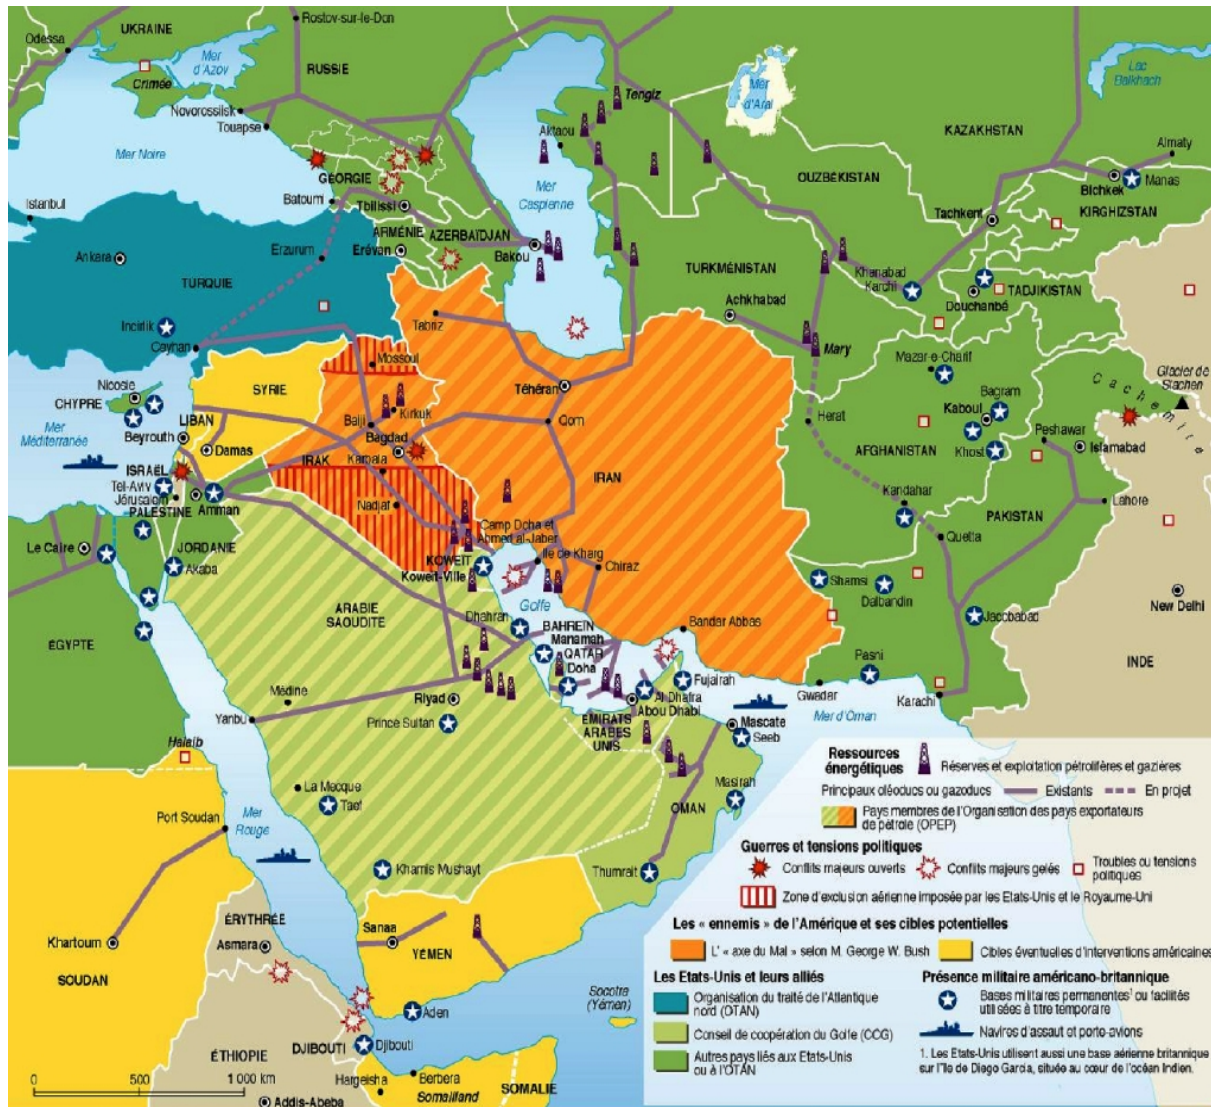 UKRAINE
Rostov-sur-le-Don
Odessa
Mer
d'Azov
RUSSIE
Crimée
Novorossiisk
Touapse
Mer Noire
GÉORGIE
Batoumi
Tbilissi
ARMÉNIE
Erévan
AZERBAÏDJAN
Bakou
Mer
Caspienne
Aktaou
Tengiz
Mer
d'Aral
Lac
Balkhach
KAZAKHSTAN
Almaty
OUZBÉKISTAN
Bichkek
Manas
KIRGHIZSTAN
Tachkent
TURKMÉNISTAN
Khanabad
Karchi
Douchanbé
TADJIKISTAN
Achkhabad
Mary
Istanbul
Ankara
Erzurum
TURQUIE
Incirlik
Ceyhan
Tabriz
Mossoul
Téhéran
Mazar-e-Charif
Bagram
Kaboul
Khost
Cachemire
Glacier de
Siachen
Peshawar
Islamabad
Herat
AFGHANISTAN
Kandahar
Lahore
PAKISTAN
Quetta
Nicosie
CHYPRE
SYRIE
LIBAN
Beyrouth
Damas
Mer
Méditerranée
Baiji
Kirkuk
Bagdad
IRAK
Karbala
Nadjaf
Qom
IRAN
ISRAËL
Tel-Aviv
Jérusalem
PALESTINE
Amman
JORDANIE
Akaba
Le Caire
ÉGYPTE
Camp Doha et
Ahmed al-Jaber
KOWEIT
Koweit-Ville
Ile de Kharg
Chiraz
Golfe
Dhahran
BAHREÏN
Manamah
QATAR
Doha
Bandar Abbas
Shamsi
Dalbandin
Jacobabad
New Delhi
INDE
Pasni
Gwadar
Karachi
Mer d'Oman
Fujairah
Al Dhafra
Abou Dhabi
ÉMIRATS
ARABES
UNIS
Mascate
Seeb
Masirah
OMAN
Thumrait
ARABIE
SAOUDITE
Médine
Yanbu
Riyad
Prince Sultan
La Mecque
Taef
Khamis Mushayt
Halaïb
Mer
Rouge
Port Soudan
Khartoum
SOUDAN
ÉRYTHRÉE
Asmara
Sanaa
YÉMEN
Aden
Socotra
(Yémen)
DJIBOUTI
Djibouti
ÉTHIOPIE
Addis-Abeba
Hargeisha
Berbera
Somaliland
SOMALIE
0 500 1 000 km
Ressources
énergétiques
Réserves et exploitation pétrolifères et gazières
Principaux oléoducs ou gazoducs Existants En projet
Pays membres de l'Organisation des pays exportateurs
de pétrole (OPEP)
Guerres et tensions politiques
Conflits majeurs ouverts Conflits majeurs gelés Troubles ou tensions
politiques
Zone d'exclusion aérienne imposée par les Etats-Unis et le Royaume-Uni
Les « ennemis » de l'Amérique et ses cibles potentielles
L' « axe du Mal » selon M. George W. Bush
Cibles éventuelles d'interventions américaines
Les Etats-Unis et leurs alliés
Organisation du traité de l'Atlantique
nord (OTAN)
Conseil de coopération du Golfe (CCG)
Autres pays liés aux Etats-Unis
ou à l'OTAN
Présence militaire américano-britannique
Bases militaires permanentes¹ ou facilités
utilisées à titre temporaire
Navires d'assaut et porte-avions
1. Les Etats-Unis utilisent aussi une base aérienne britannique
sur l'île de Diego Garcia, située au cœur de l'océan Indien.